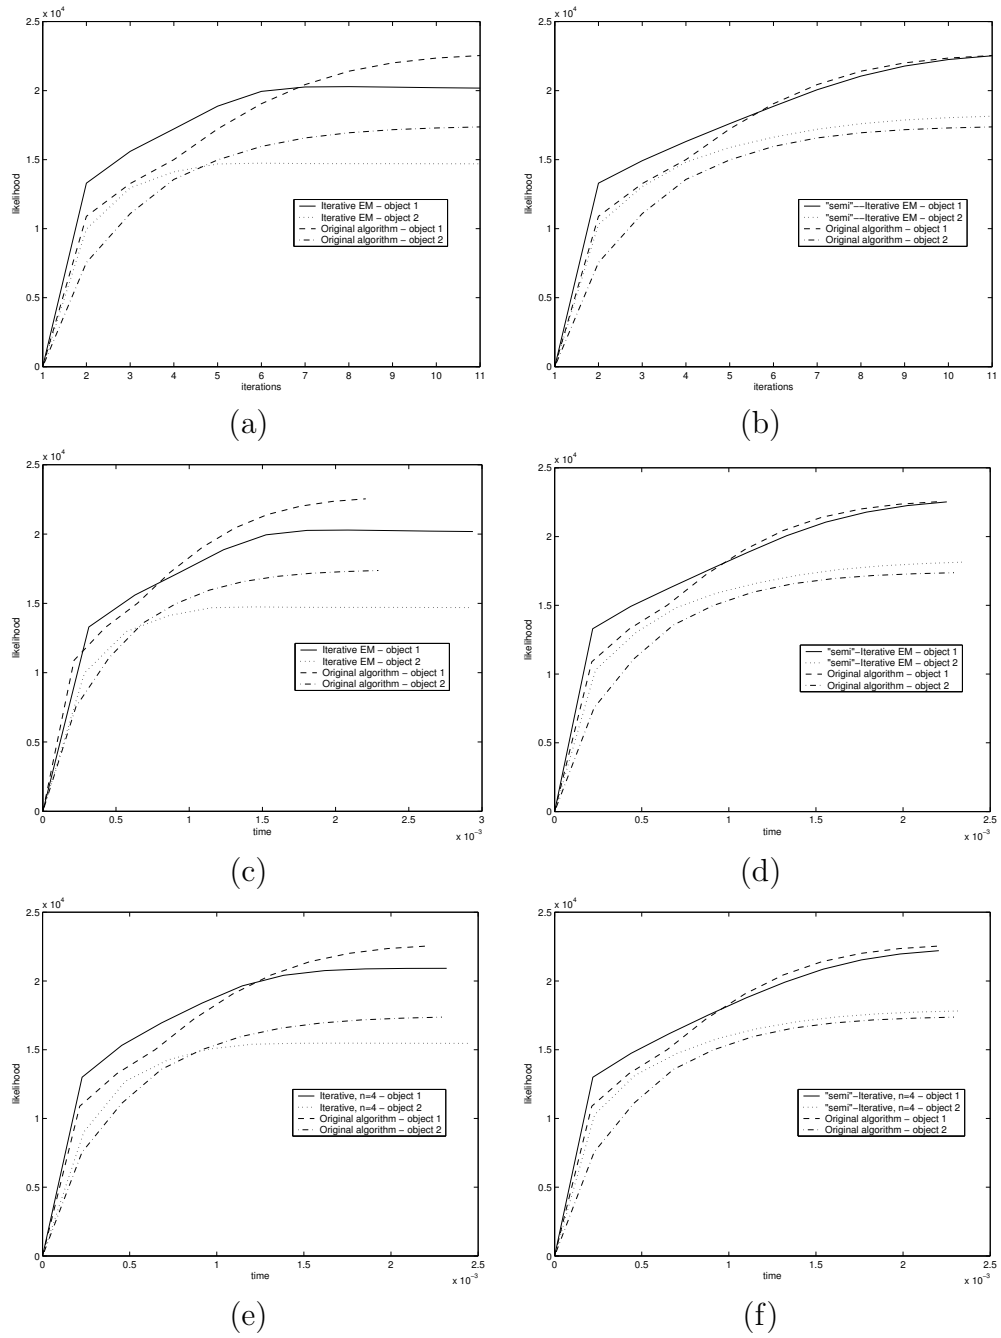 x 10⁴
2.5
2
1.5
1
0.5
0
likelihood
Iterative EM – object 1
Iterative EM – object 2
Original algorithm – object 1
Original algorithm – object 2
1 2 3 4 5 6 7 8 9 10 11
iterations
(a)
x 10⁴
2.5
2
1.5
1
0.5
0
likelihood
"semi"––Iterative EM – object 1
"semi"––Iterative EM – object 2
Original algorithm – object 1
Original algorithm – object 2
1 2 3 4 5 6 7 8 9 10 11
iterations
(b)
x 10⁴
2.5
2
1.5
1
0.5
0
likelihood
Iterative EM – object 1
Iterative EM – object 2
Original algorithm – object 1
Original algorithm – object 2
0 0.5 1 1.5 2 2.5 3
time
x 10⁻³
(c)
x 10⁴
2.5
2
1.5
1
0.5
0
likelihood
"semi"–Iterative EM – object 1
"semi"–Iterative EM – object 2
Original algorithm – object 1
Original algorithm – object 2
0 0.5 1 1.5 2 2.5
time
x 10⁻³
(d)
x 10⁴
2.5
2
1.5
1
0.5
0
likelihood
Iterative, n=4 – object 1
Iterative, n=4 – object 2
Original algorithm – object 1
Original algorithm – object 2
0 0.5 1 1.5 2 2.5
time
x 10⁻³
(e)
x 10⁴
2.5
2
1.5
1
0.5
0
likelihood
"semi"–Iterative, n=4 – object 1
"semi"–Iterative, n=4 – object 2
Original algorithm – object 1
Original algorithm – object 2
0 0.5 1 1.5 2 2.5
time
x 10⁻³
(f)